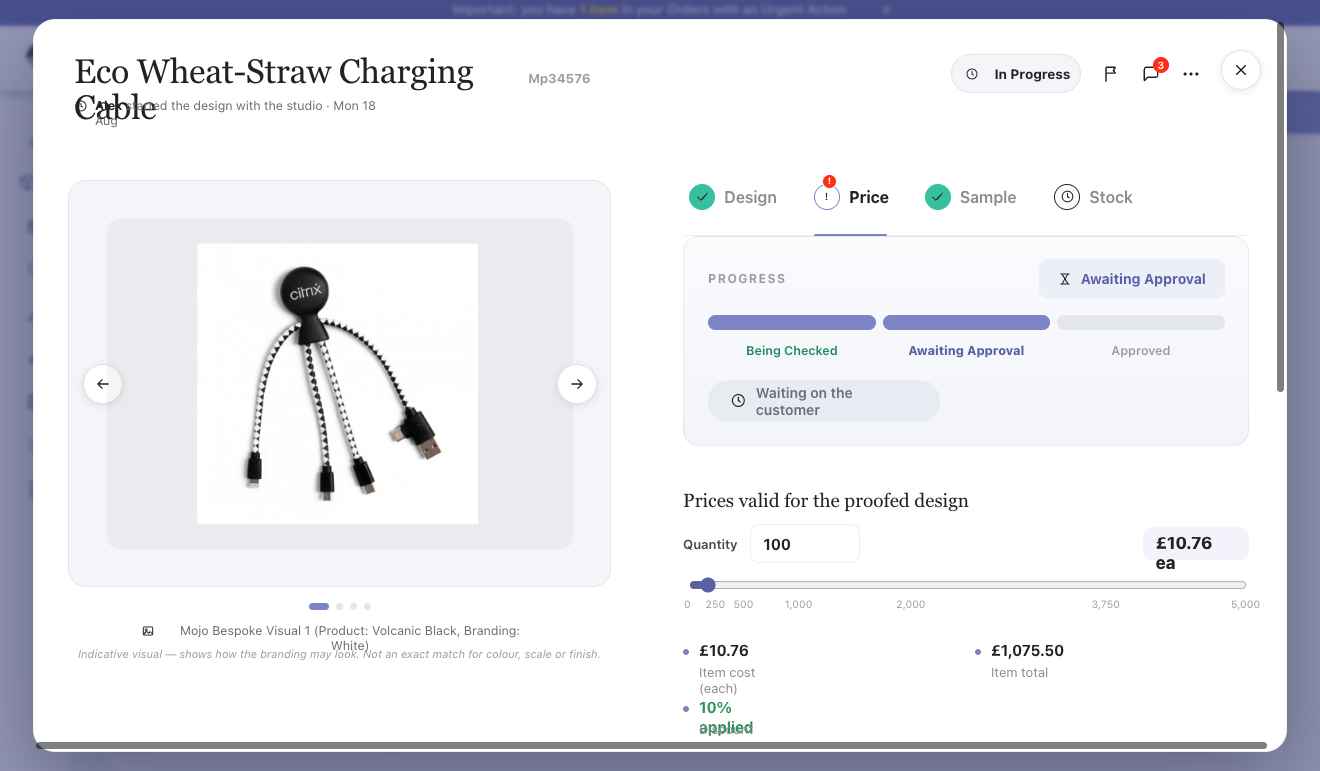 Important: you have 1 item in your Orders with an Urgent Action
Eco Wheat-Straw Charging
Cable
Mp34576
In Progress
3
Alex started the design with the studio · Mon 18
Aug
Design
!
!
Price
Sample
Stock
citrix
PROGRESS
Awaiting Approval
Being Checked
Awaiting Approval
Approved
Waiting on the
customer
Prices valid for the proofed design
Quantity
100
£10.76
ea
0 250 500 1,000 2,000 3,750 5,000
Mojo Bespoke Visual 1 (Product: Volcanic Black, Branding:
White)
Indicative visual — shows how the branding may look. Not an exact match for colour, scale or finish.
£10.76
Item cost
(each)
£1,075.50
Item total
10%
applied